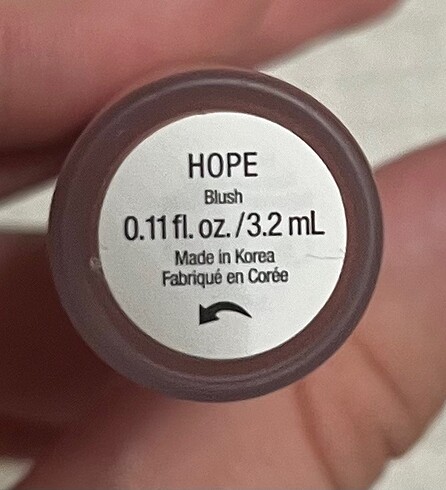 HOPE
Blush
0.11 fl. oz. / 3.2 mL
Made in Korea
Fabriqué en Corée